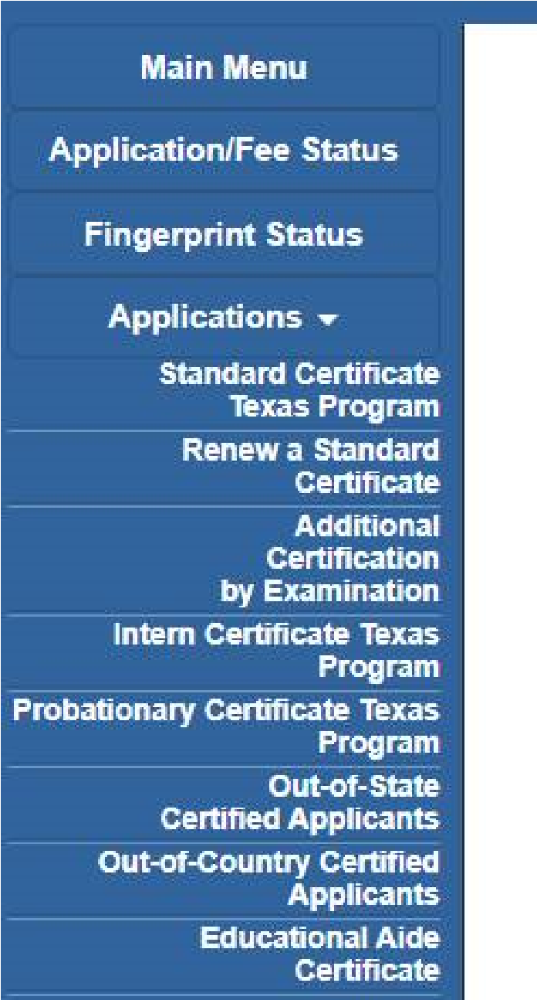 Main Menu
Application/Fee Status
Fingerprint Status
Applications
Standard Certificate
Texas Program
Renew a Standard
Certificate
Additional
Certification
by Examination
Intern Certificate Texas
Program
Probationary Certificate Texas
Program
Out-of-State
Certified Applicants
Out-of-Country Certified
Applicants
Educational Aide
Certificate